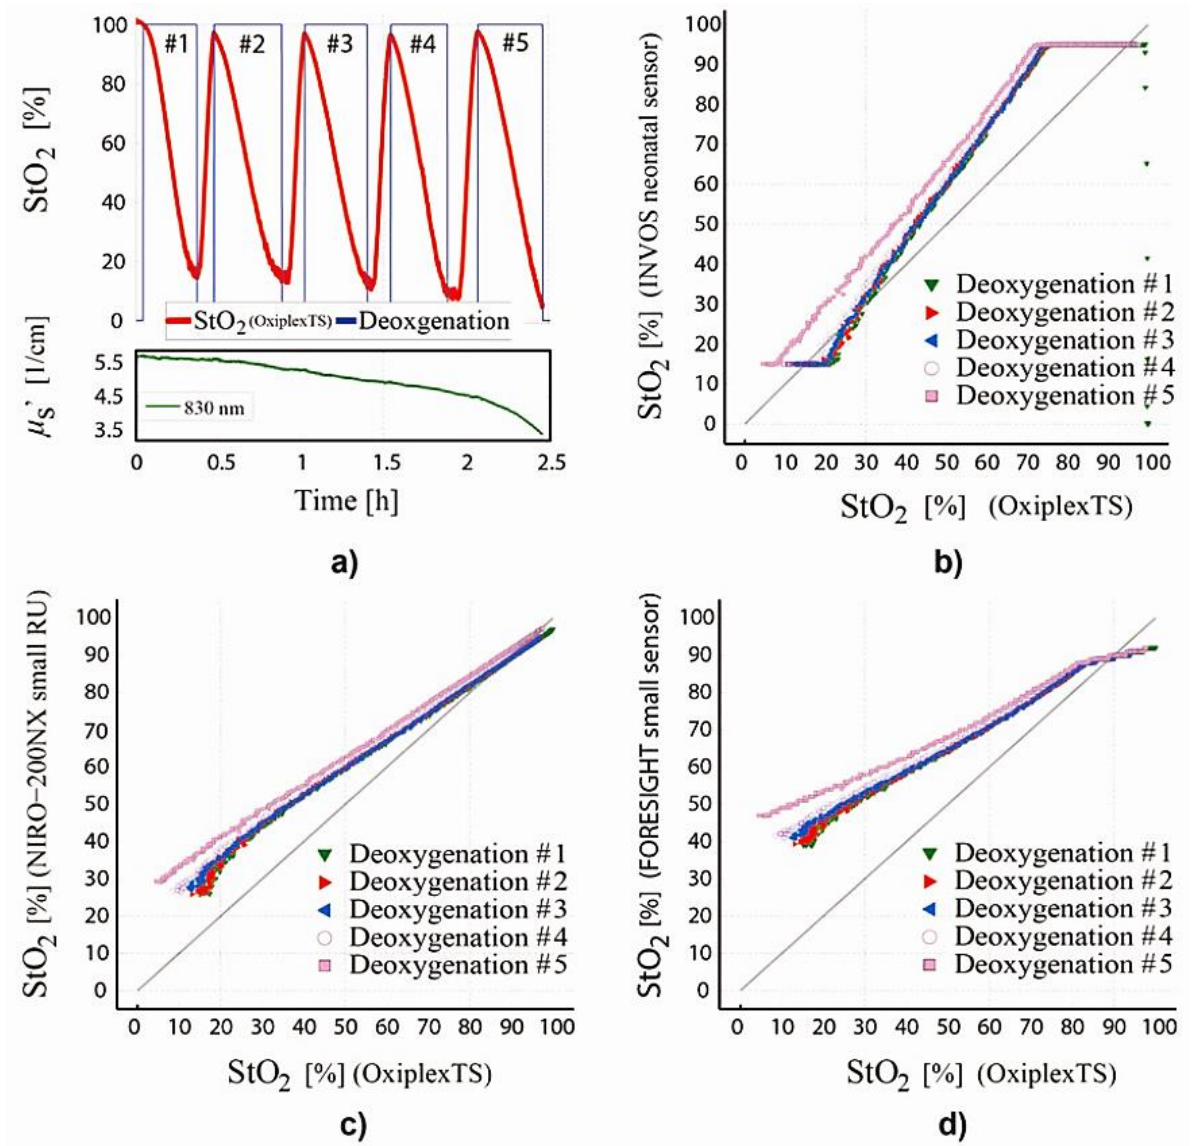 StO2 [%]
100
80
60
40
20
0
#1 #2 #3 #4 #5
StO2 (OxiplexTS) Deoxgenation
µs' [1/cm]
5.5
4.5
3.5
830 nm
0 0.5 1 1.5 2 2.5
Time [h]
a)
StO2 [%] (INVOS neonatal sensor)
100
90
80
70
60
50
40
30
20
10
0
Deoxygenation #1
Deoxygenation #2
Deoxygenation #3
Deoxygenation #4
Deoxygenation #5
0 10 20 30 40 50 60 70 80 90 100
StO2 [%] (OxiplexTS)
b)
StO2 [%] (NIRO−200NX small RU)
100
90
80
70
60
50
40
30
20
10
0
Deoxygenation #1
Deoxygenation #2
Deoxygenation #3
Deoxygenation #4
Deoxygenation #5
0 10 20 30 40 50 60 70 80 90 100
StO2 [%] (OxiplexTS)
c)
StO2 [%] (FORESIGHT small sensor)
100
90
80
70
60
50
40
30
20
10
0
Deoxygenation #1
Deoxygenation #2
Deoxygenation #3
Deoxygenation #4
Deoxygenation #5
0 10 20 30 40 50 60 70 80 90 100
StO2 [%] (OxiplexTS)
d)